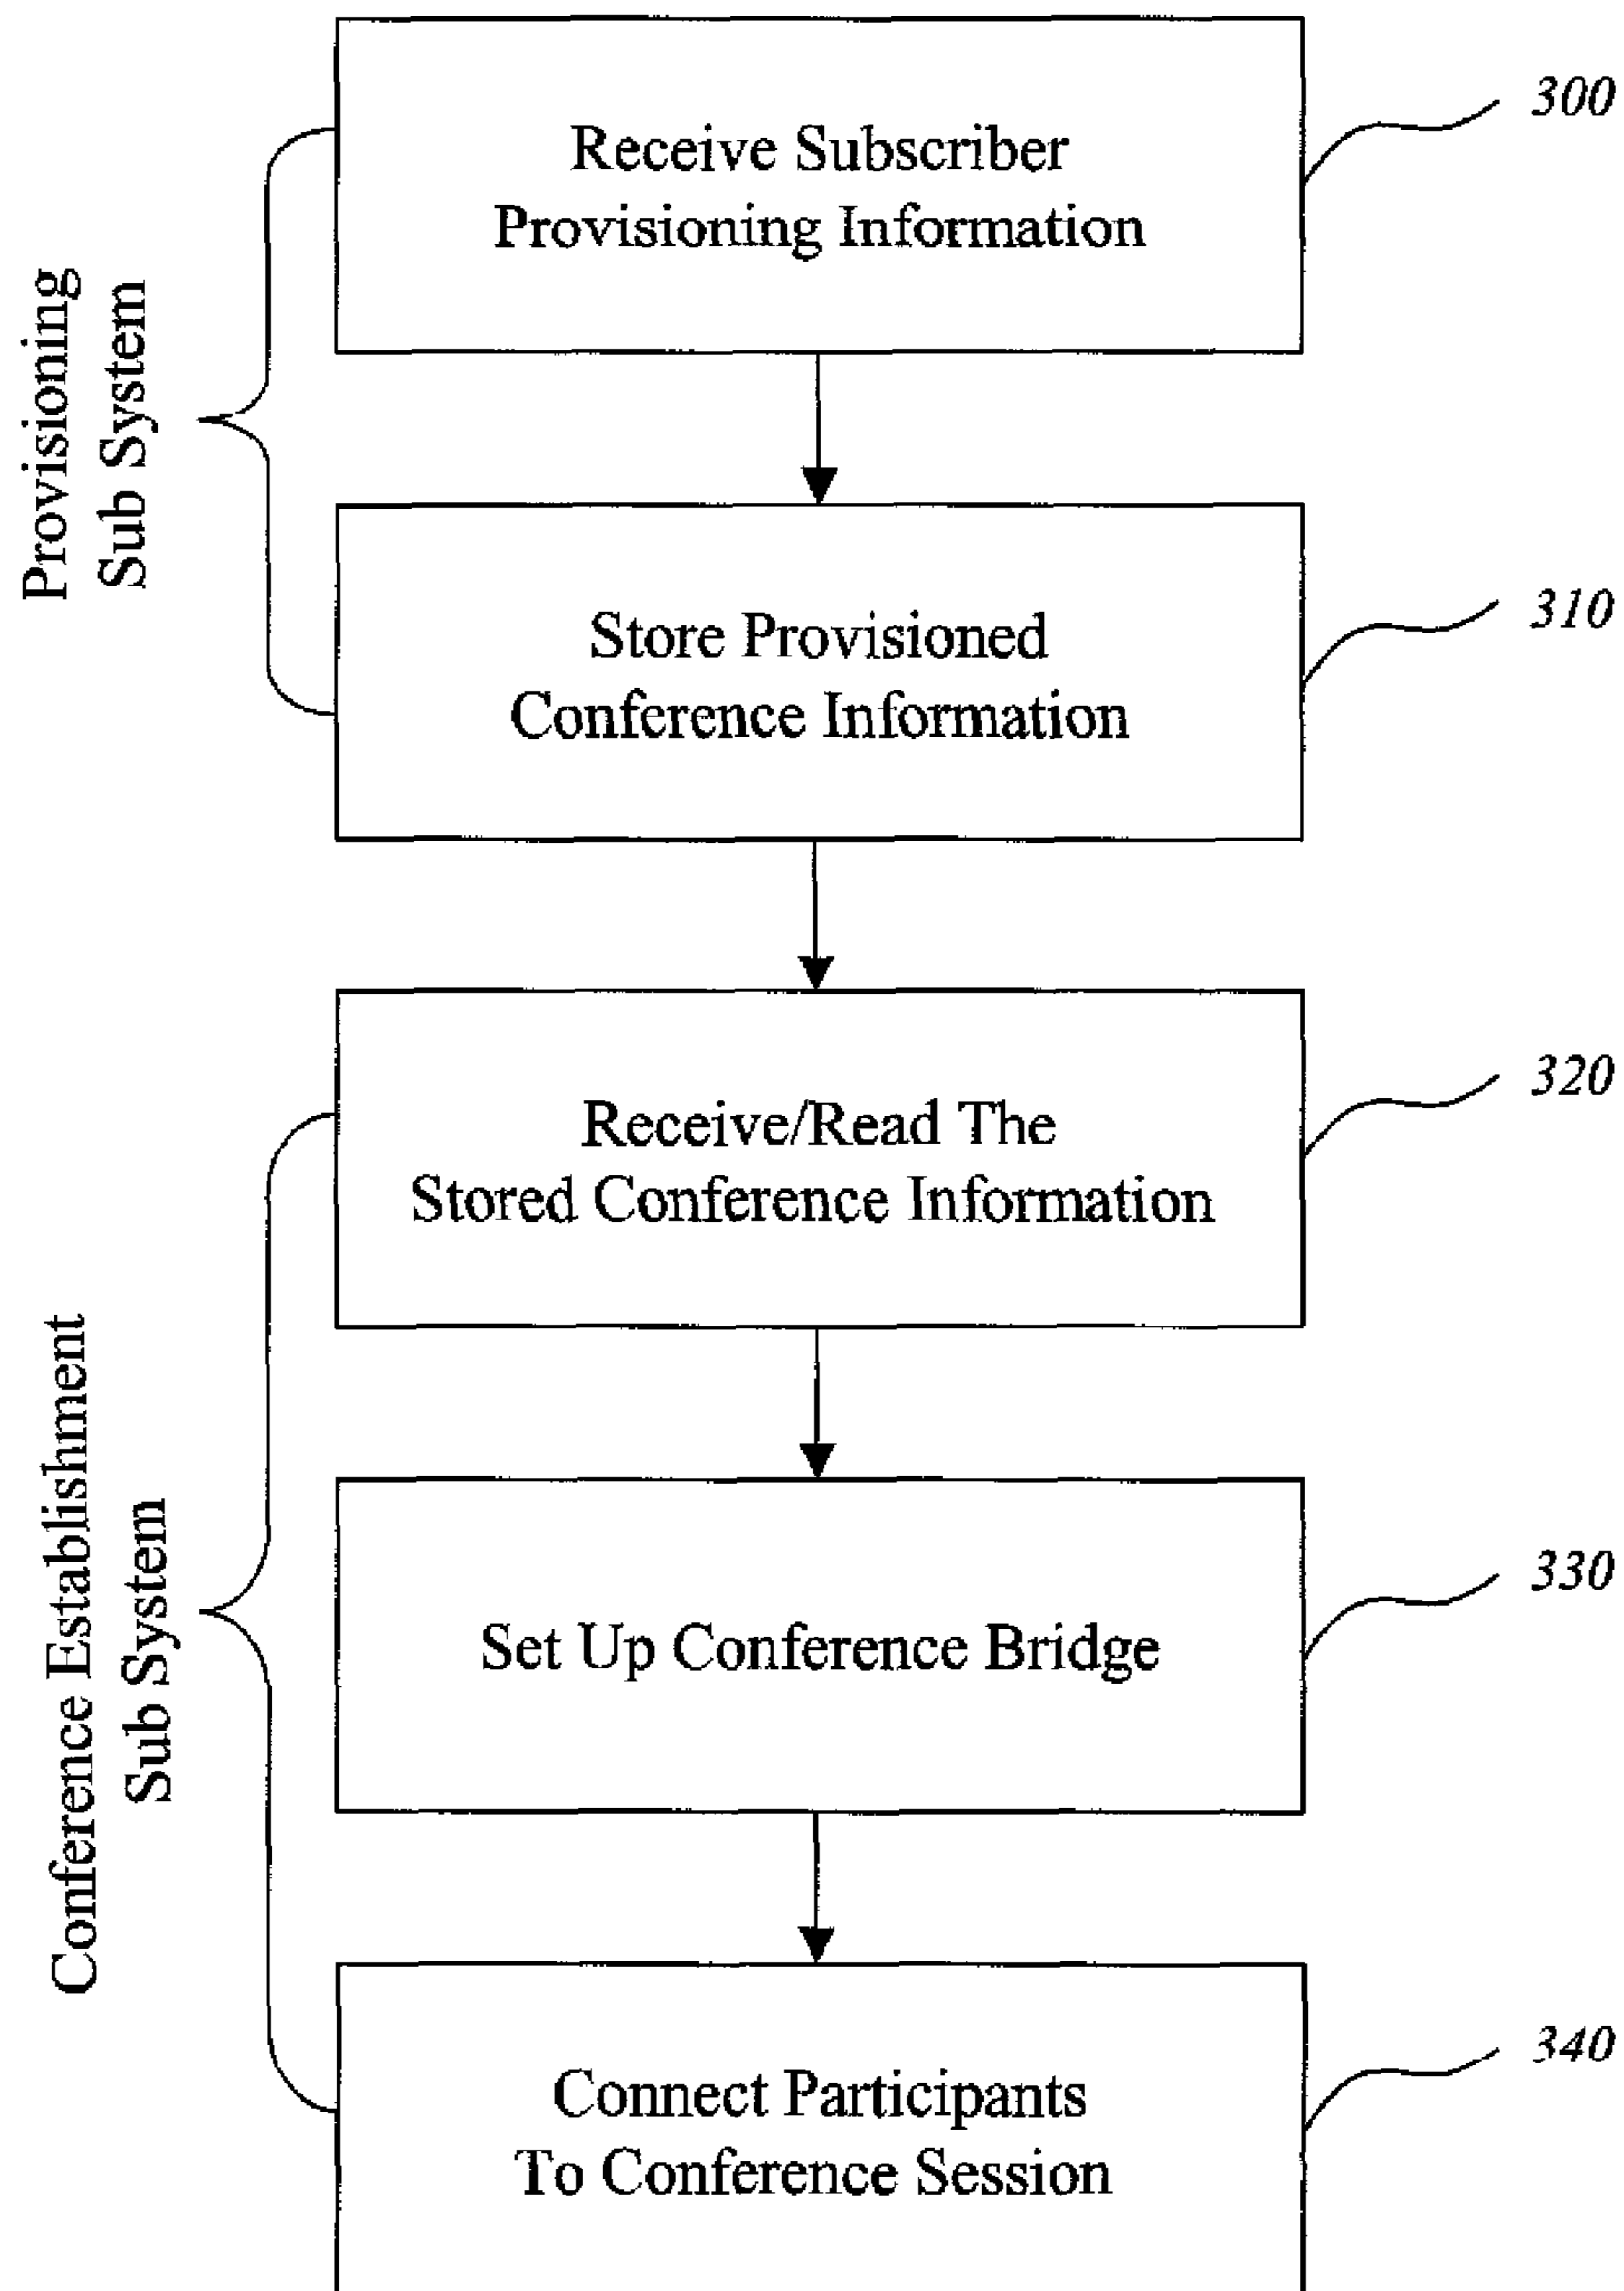 Provisioning
Sub System
Receive Subscriber
Provisioning Information
300
Store Provisioned
Conference Information
310
Conference Establishment
Sub System
Receive/Read The
Stored Conference Information
320
Set Up Conference Bridge
330
Connect Participants
To Conference Session
340